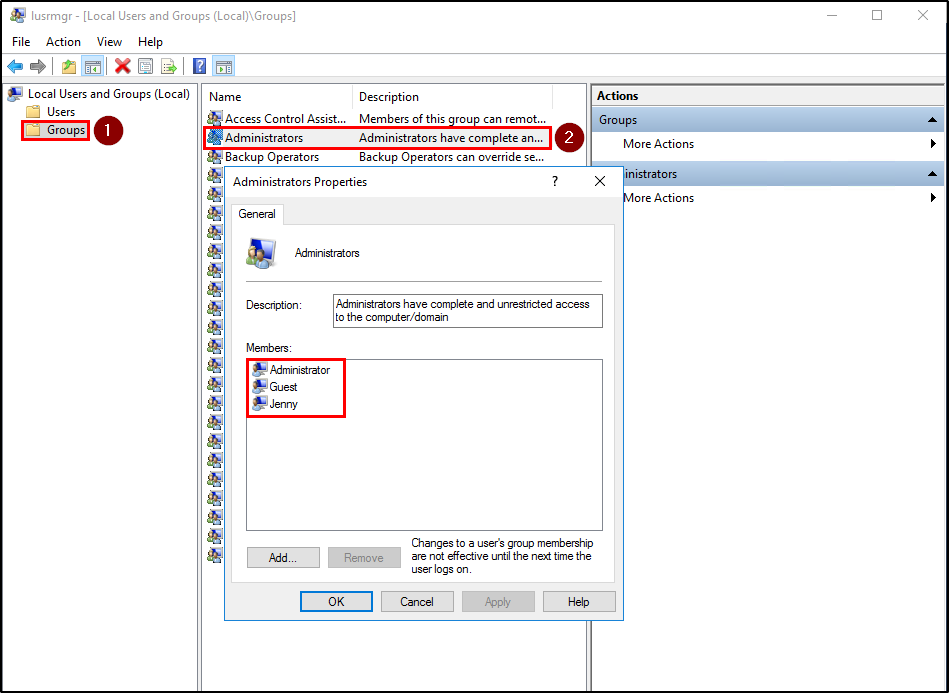 lusrmgr - [Local Users and Groups (Local)\Groups]
File Action View Help
?
Local Users and Groups (Local)
Users
Groups
1
Name Description
Access Control Assist... Members of this group can remot...
Administrators Administrators have complete an...
2
Backup Operators Backup Operators can override se...
Actions
Groups
More Actions
inistrators
More Actions
Administrators Properties
?
General
Administrators
Description:
Administrators have complete and unrestricted access
to the computer/domain
Members:
Administrator
Guest
Jenny
Add...
Remove
Changes to a user's group membership
are not effective until the next time the
user logs on.
OK Cancel Apply Help